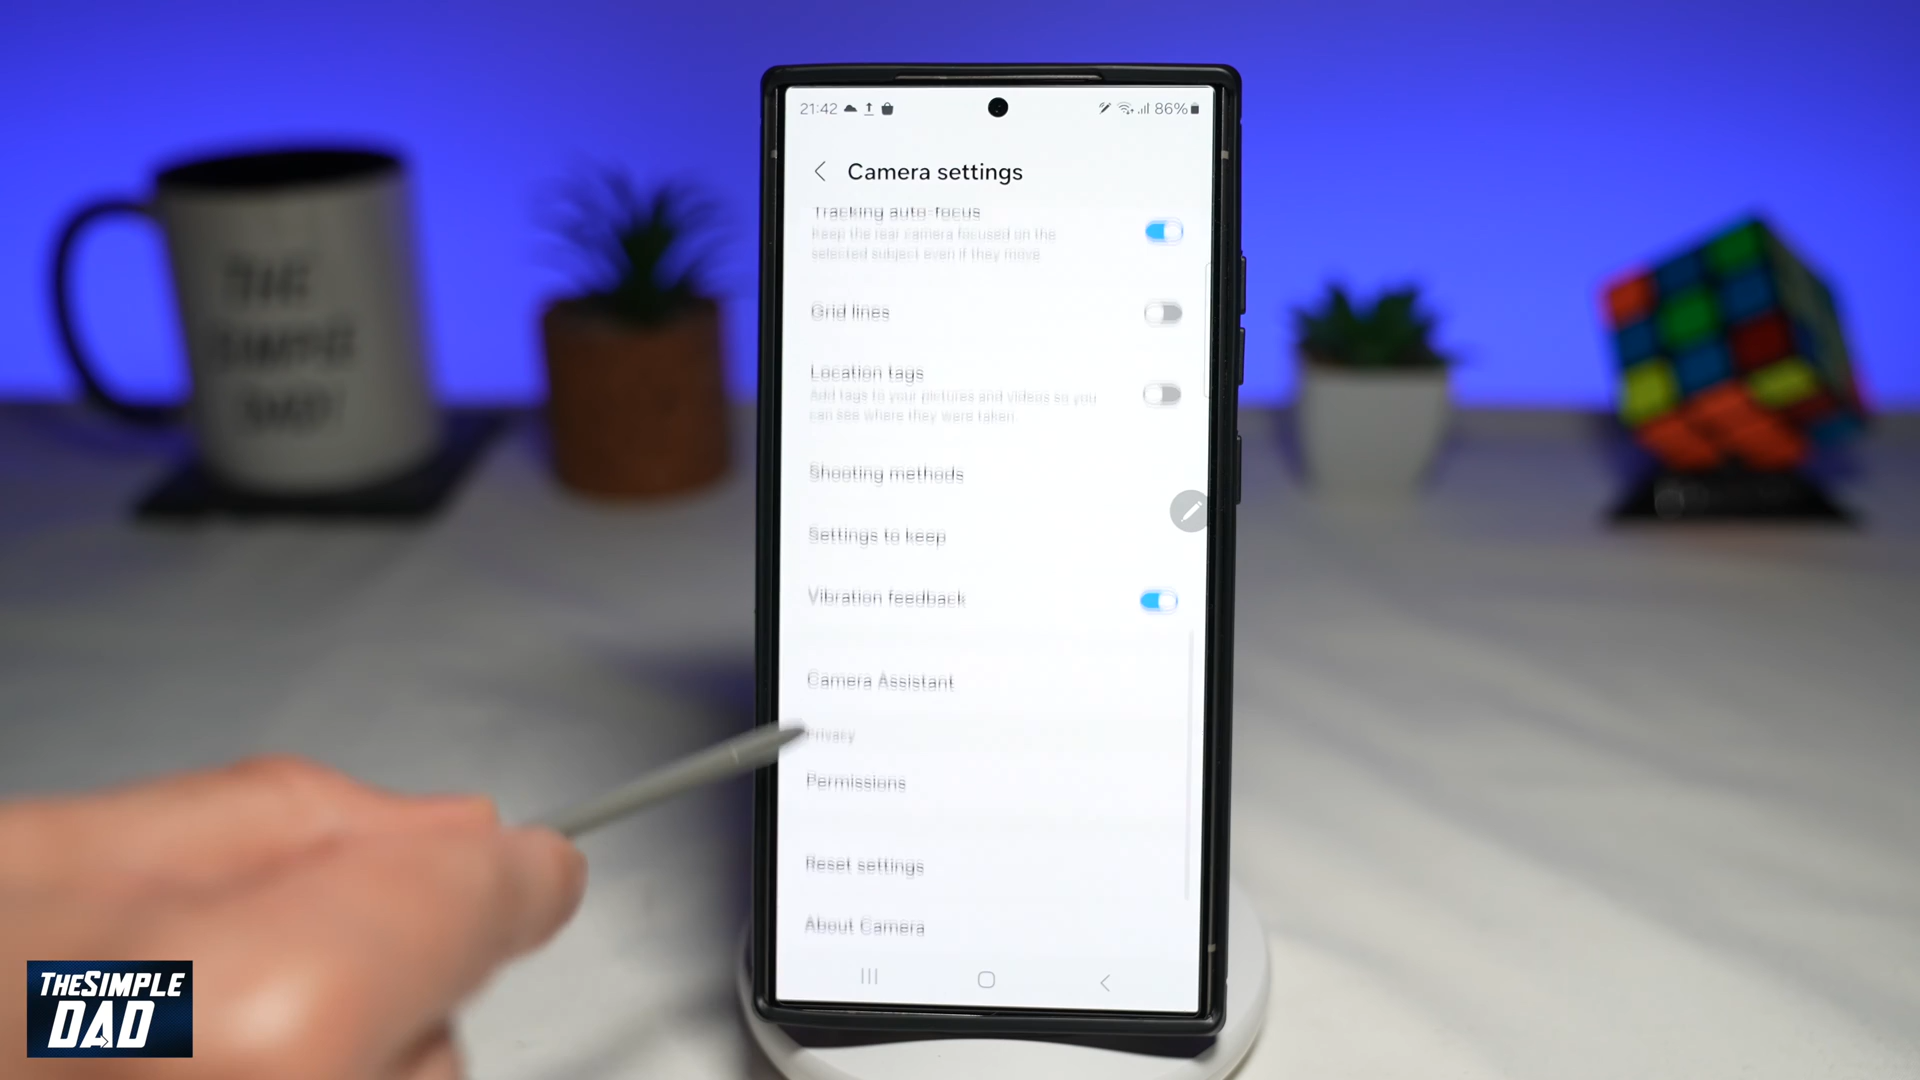 21:42
86%
Camera settings
Tracking auto-focus
Keep the rear camera focused on the
selected subject even if they move.
Grid lines
Location tags
Add tags to your pictures and videos so you
can see where they were taken.
Shooting methods
Settings to keep
Vibration feedback
Camera Assistant
Privacy
Permissions
Reset settings
About Camera
THE
SIMPLE
DAD
THESIMPLE
DAD